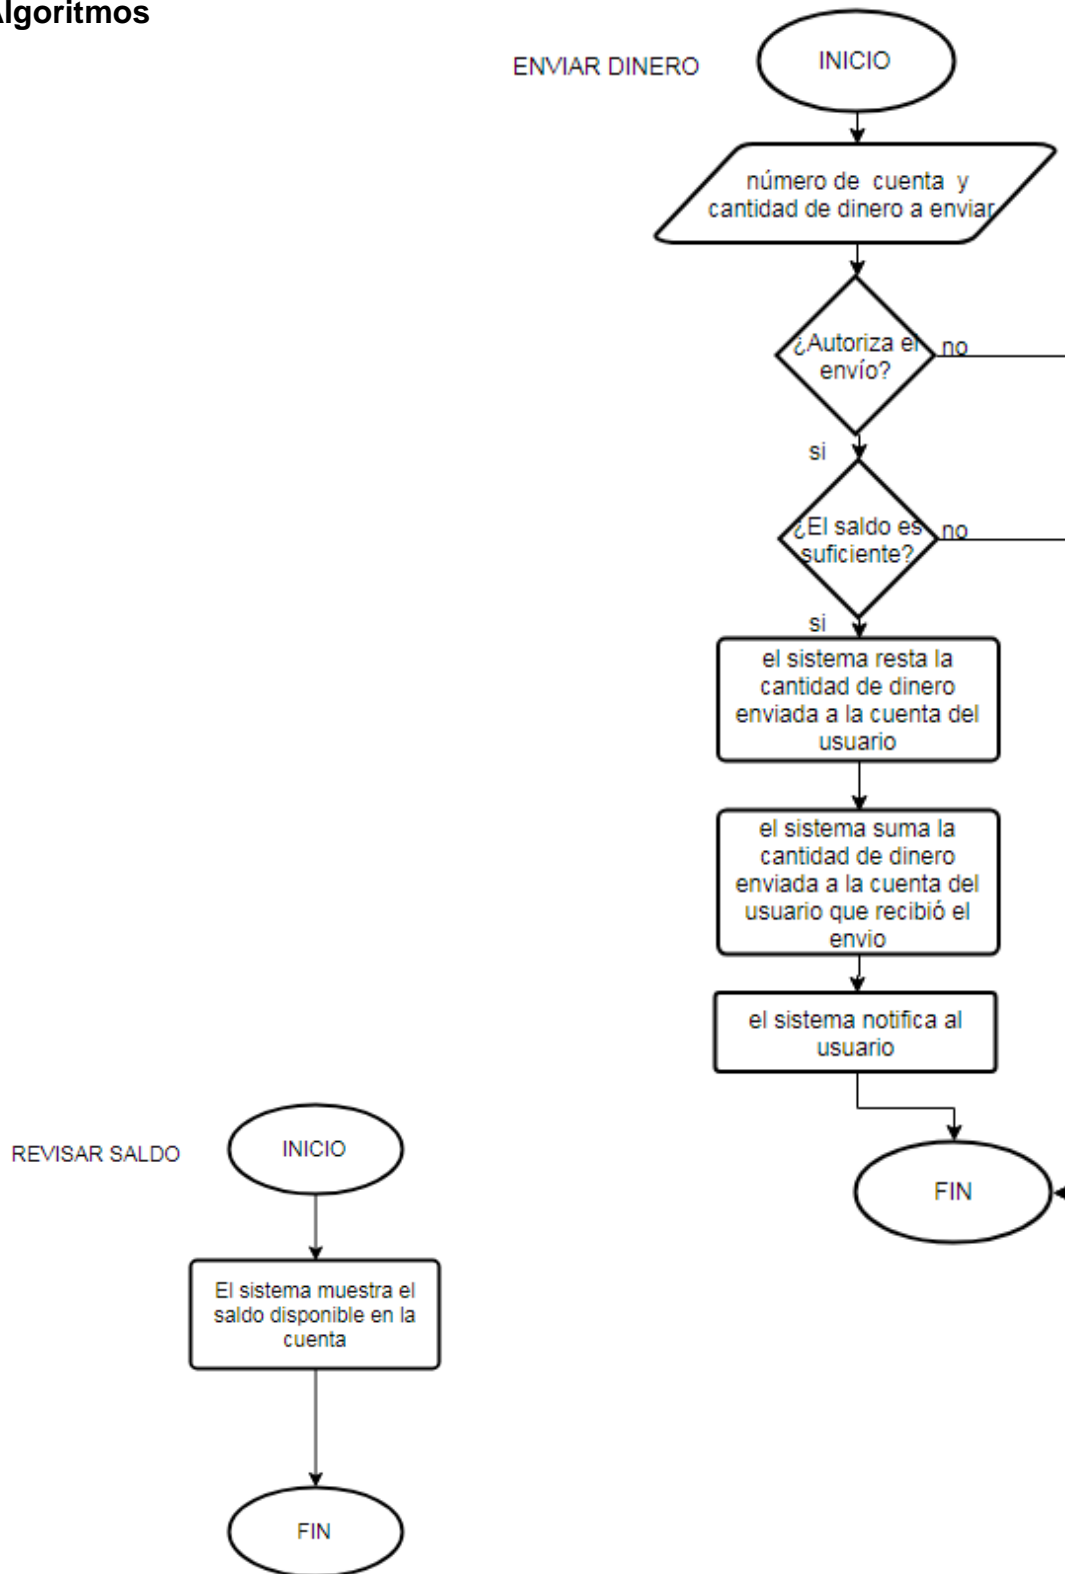 Algoritmos
ENVIAR DINERO
INICIO
número de cuenta y
cantidad de dinero a enviar
¿Autoriza el
envío?
no
si
¿El saldo es
suficiente?
no
si
el sistema resta la
cantidad de dinero
enviada a la cuenta del
usuario
el sistema suma la
cantidad de dinero
enviada a la cuenta del
usuario que recibió el
envio
el sistema notifica al
usuario
FIN
REVISAR SALDO
INICIO
El sistema muestra el
saldo disponible en la
cuenta
FIN